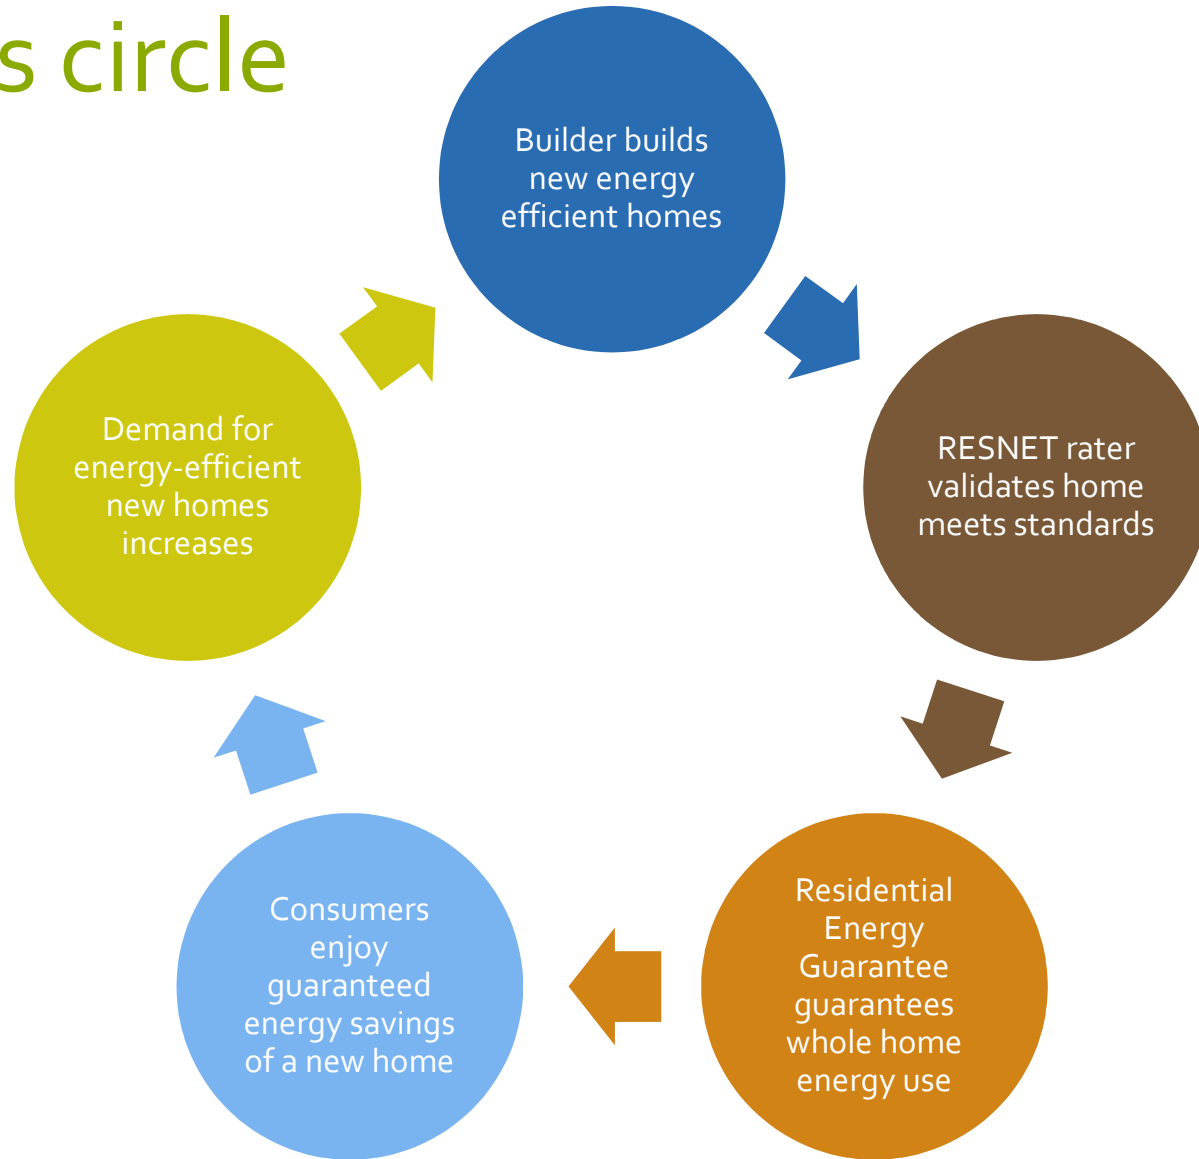 s circle
Builder builds
new energy
efficient homes
RESNET rater
validates home
meets standards
Residential
Energy
Guarantee
guarantees
whole home
energy use
Consumers
enjoy
guaranteed
energy savings
of a new home
Demand for
energy-efficient
new homes
increases